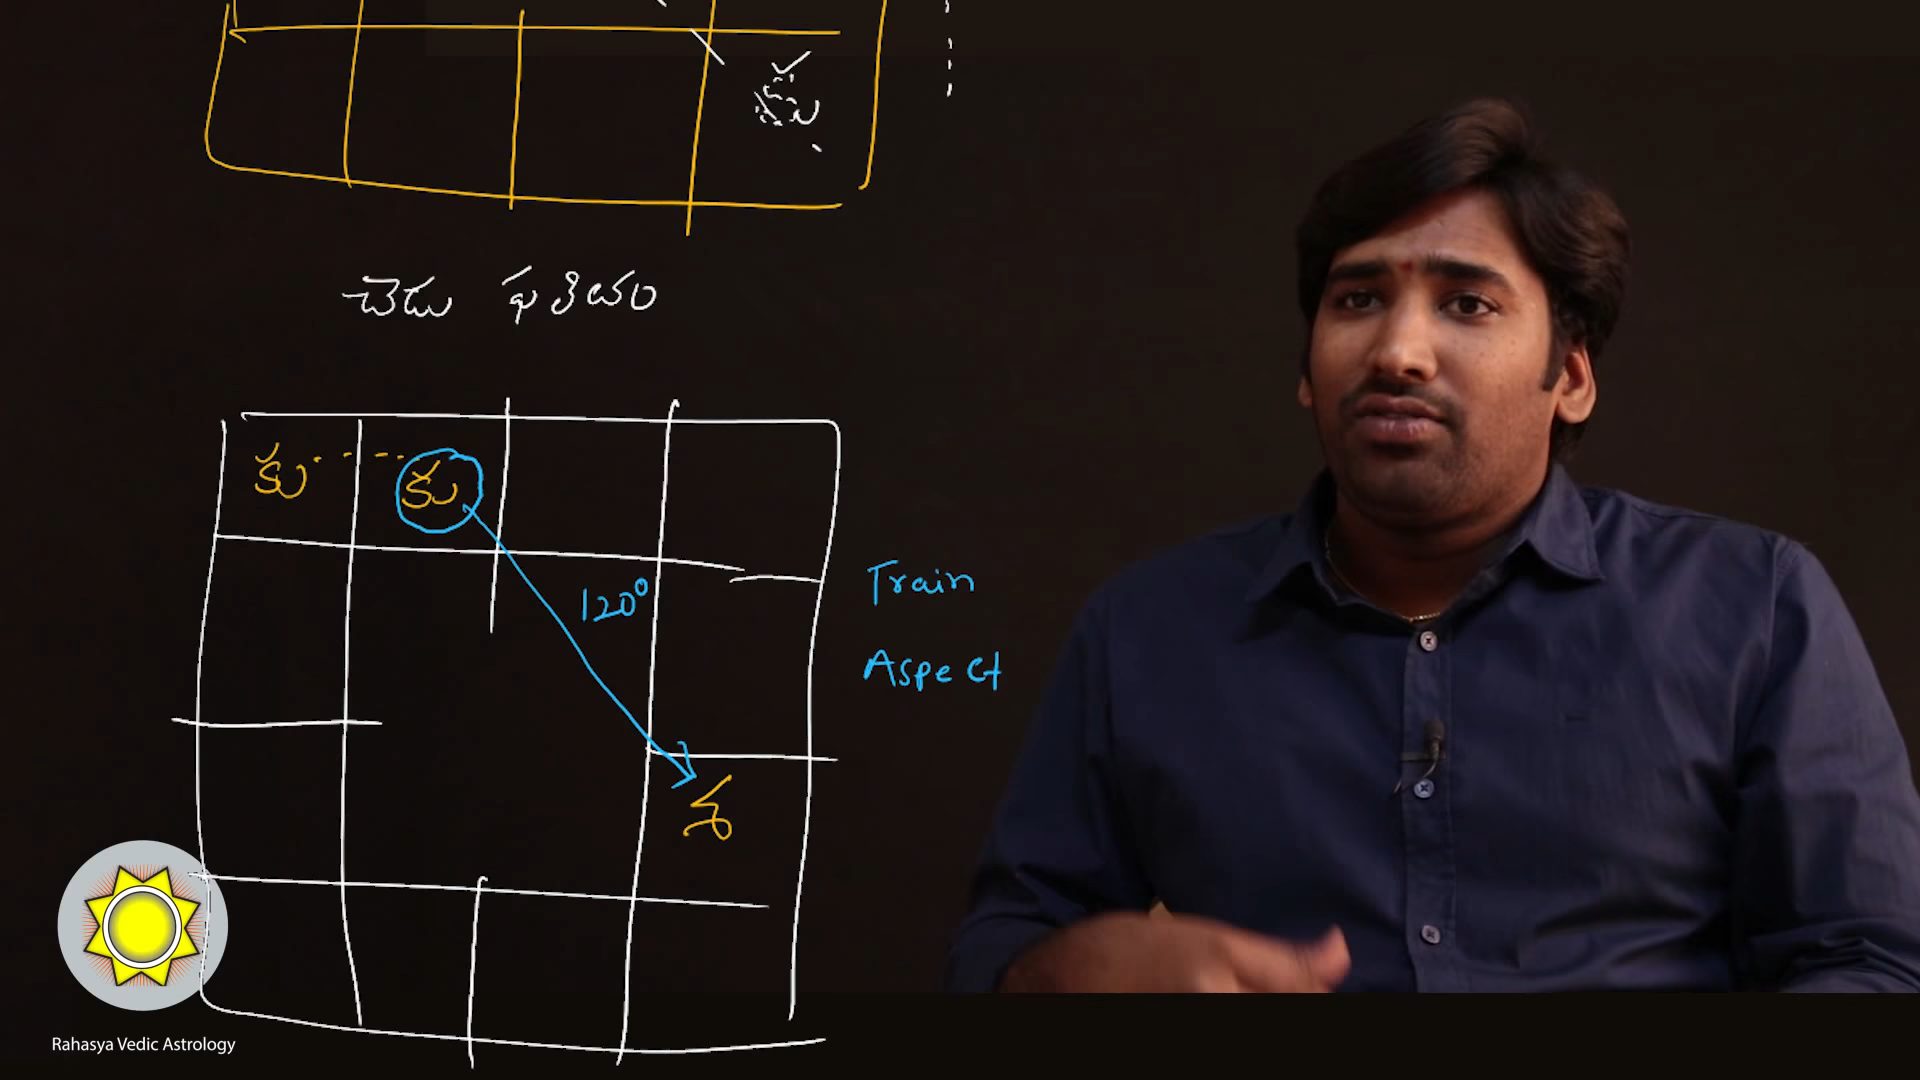 చెడు ఫలితం
కు కు
120°
Train
Aspect
శ
Rahasya Vedic Astrology